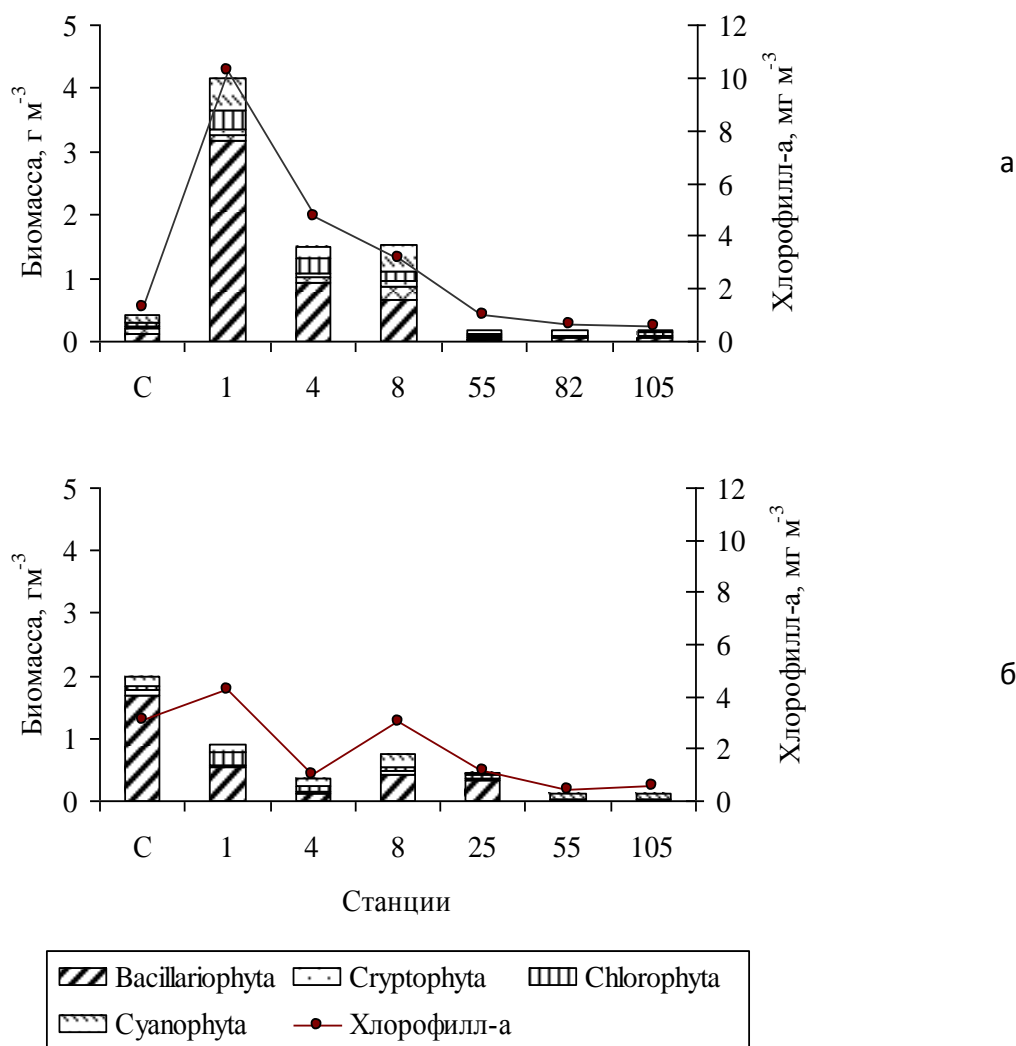 5
4
3
2
1
0
Биомасса, г м-3
12
10
8
6
4
2
0
Хлорофилл-а, мг м-3
а
С 1 4 8 55 82 105
5
4
3
2
1
0
Биомасса, гм-3
12
10
8
6
4
2
0
Хлорофилл-а, мг м-3
б
С 1 4 8 25 55 105
Станции
Bacillariophyta Cryptophyta Chlorophyta
Cyanophyta Хлорофилл-а